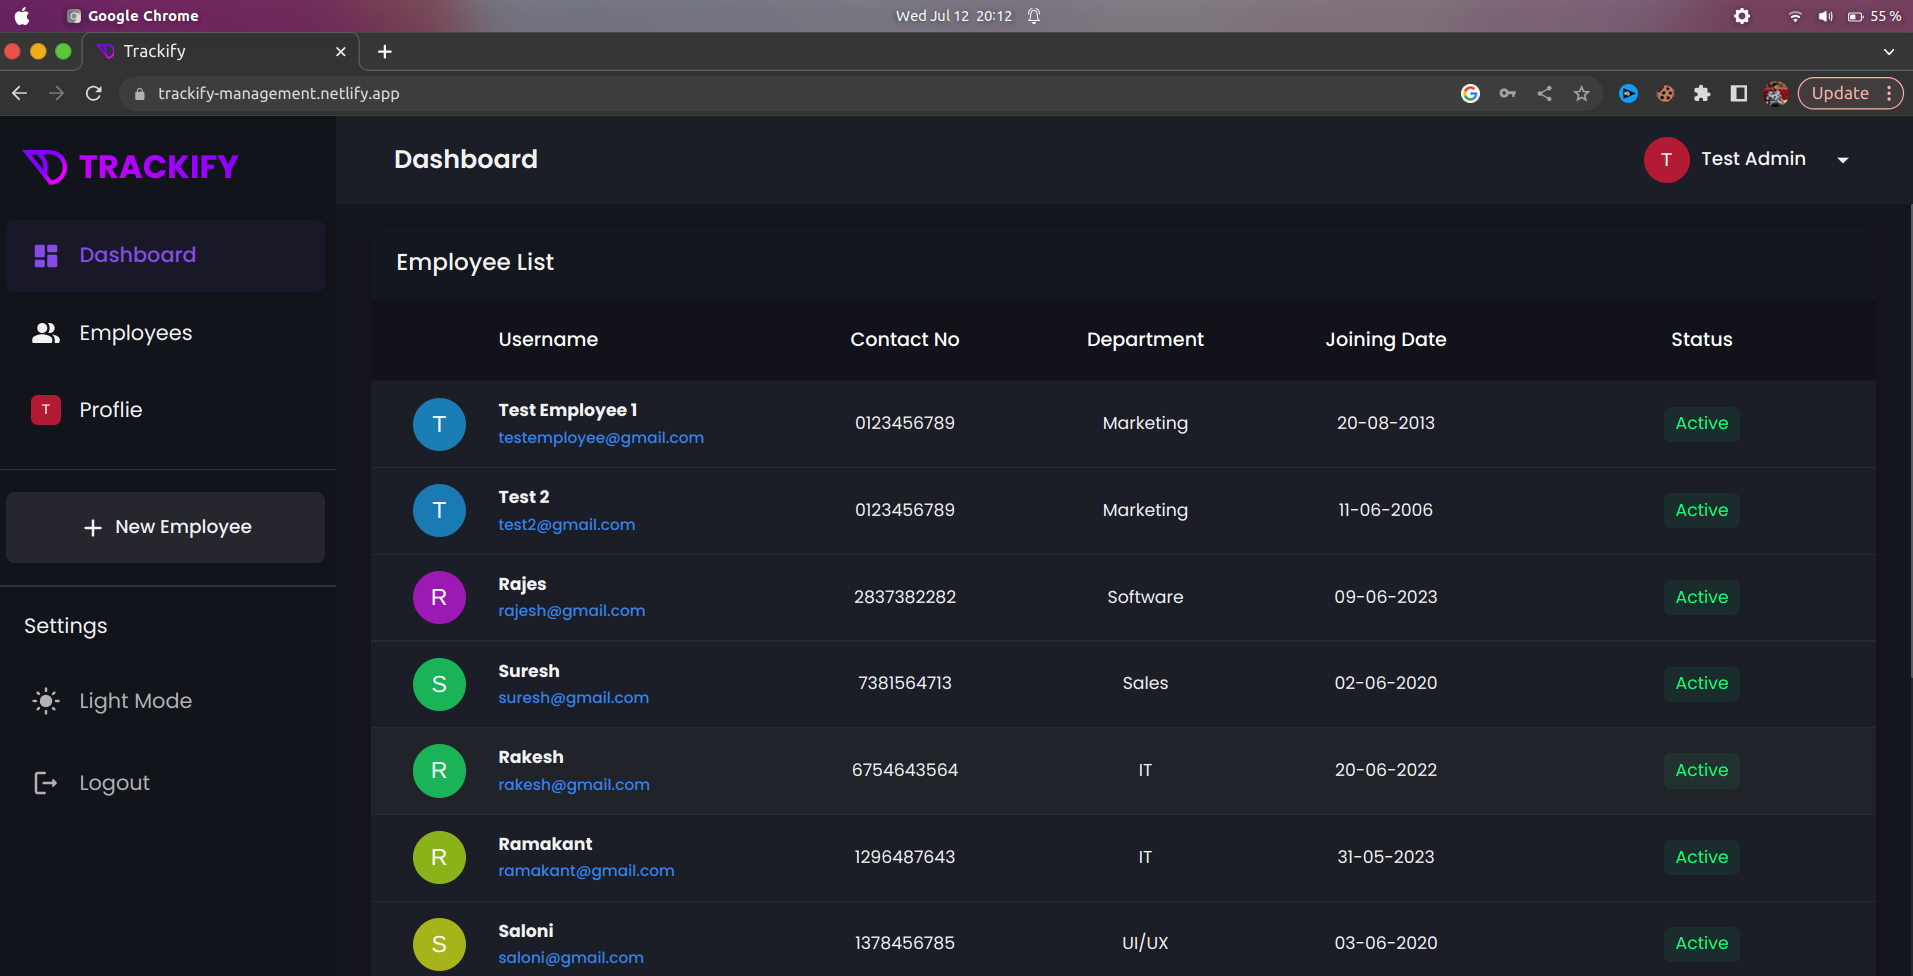 Google Chrome
Wed Jul 12 20:12
55 %
Trackify
trackify-management.netlify.app
Update
TRACKIFY
Dashboard
T
Test Admin
Dashboard
Employees
T
Proflie
New Employee
Settings
Light Mode
Logout
Employee List
Username Contact No Department Joining Date Status
T
Test Employee 1
testemployee@gmail.com
0123456789 Marketing 20-08-2013 Active
T
Test 2
test2@gmail.com
0123456789 Marketing 11-06-2006 Active
R
Rajes
rajesh@gmail.com
2837382282 Software 09-06-2023 Active
S
Suresh
suresh@gmail.com
7381564713 Sales 02-06-2020 Active
R
Rakesh
rakesh@gmail.com
6754643564 IT 20-06-2022 Active
R
Ramakant
ramakant@gmail.com
1296487643 IT 31-05-2023 Active
S
Saloni
saloni@gmail.com
1378456785 UI/UX 03-06-2020 Active